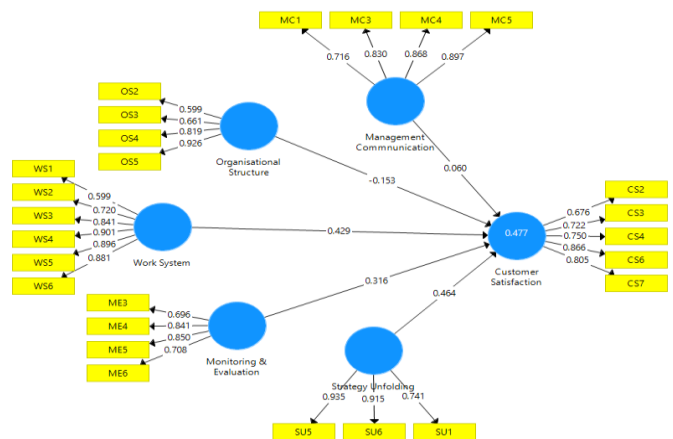 MC1 MC3 MC4 MC5
0.716 0.830 0.868 0.897
Management
Commnunication
OS2
OS3
OS4
OS5
0.599
0.661
0.819
0.926
Organisational
Structure
0.060
-0.153
WS1
WS2
WS3
WS4
WS5
WS6
0.599
0.720
0.841
0.901
0.896
0.881
Work System
0.429
0.477
Customer
Satisfaction
0.676
0.722
0.750
0.866
0.805
CS2
CS3
CS4
CS6
CS7
0.316
0.464
ME3
ME4
ME5
ME6
0.696
0.841
0.850
0.708
Monitoring &
Evaluation
Strategy Unfolding
0.935 0.915 0.741
SU5 SU6 SU1